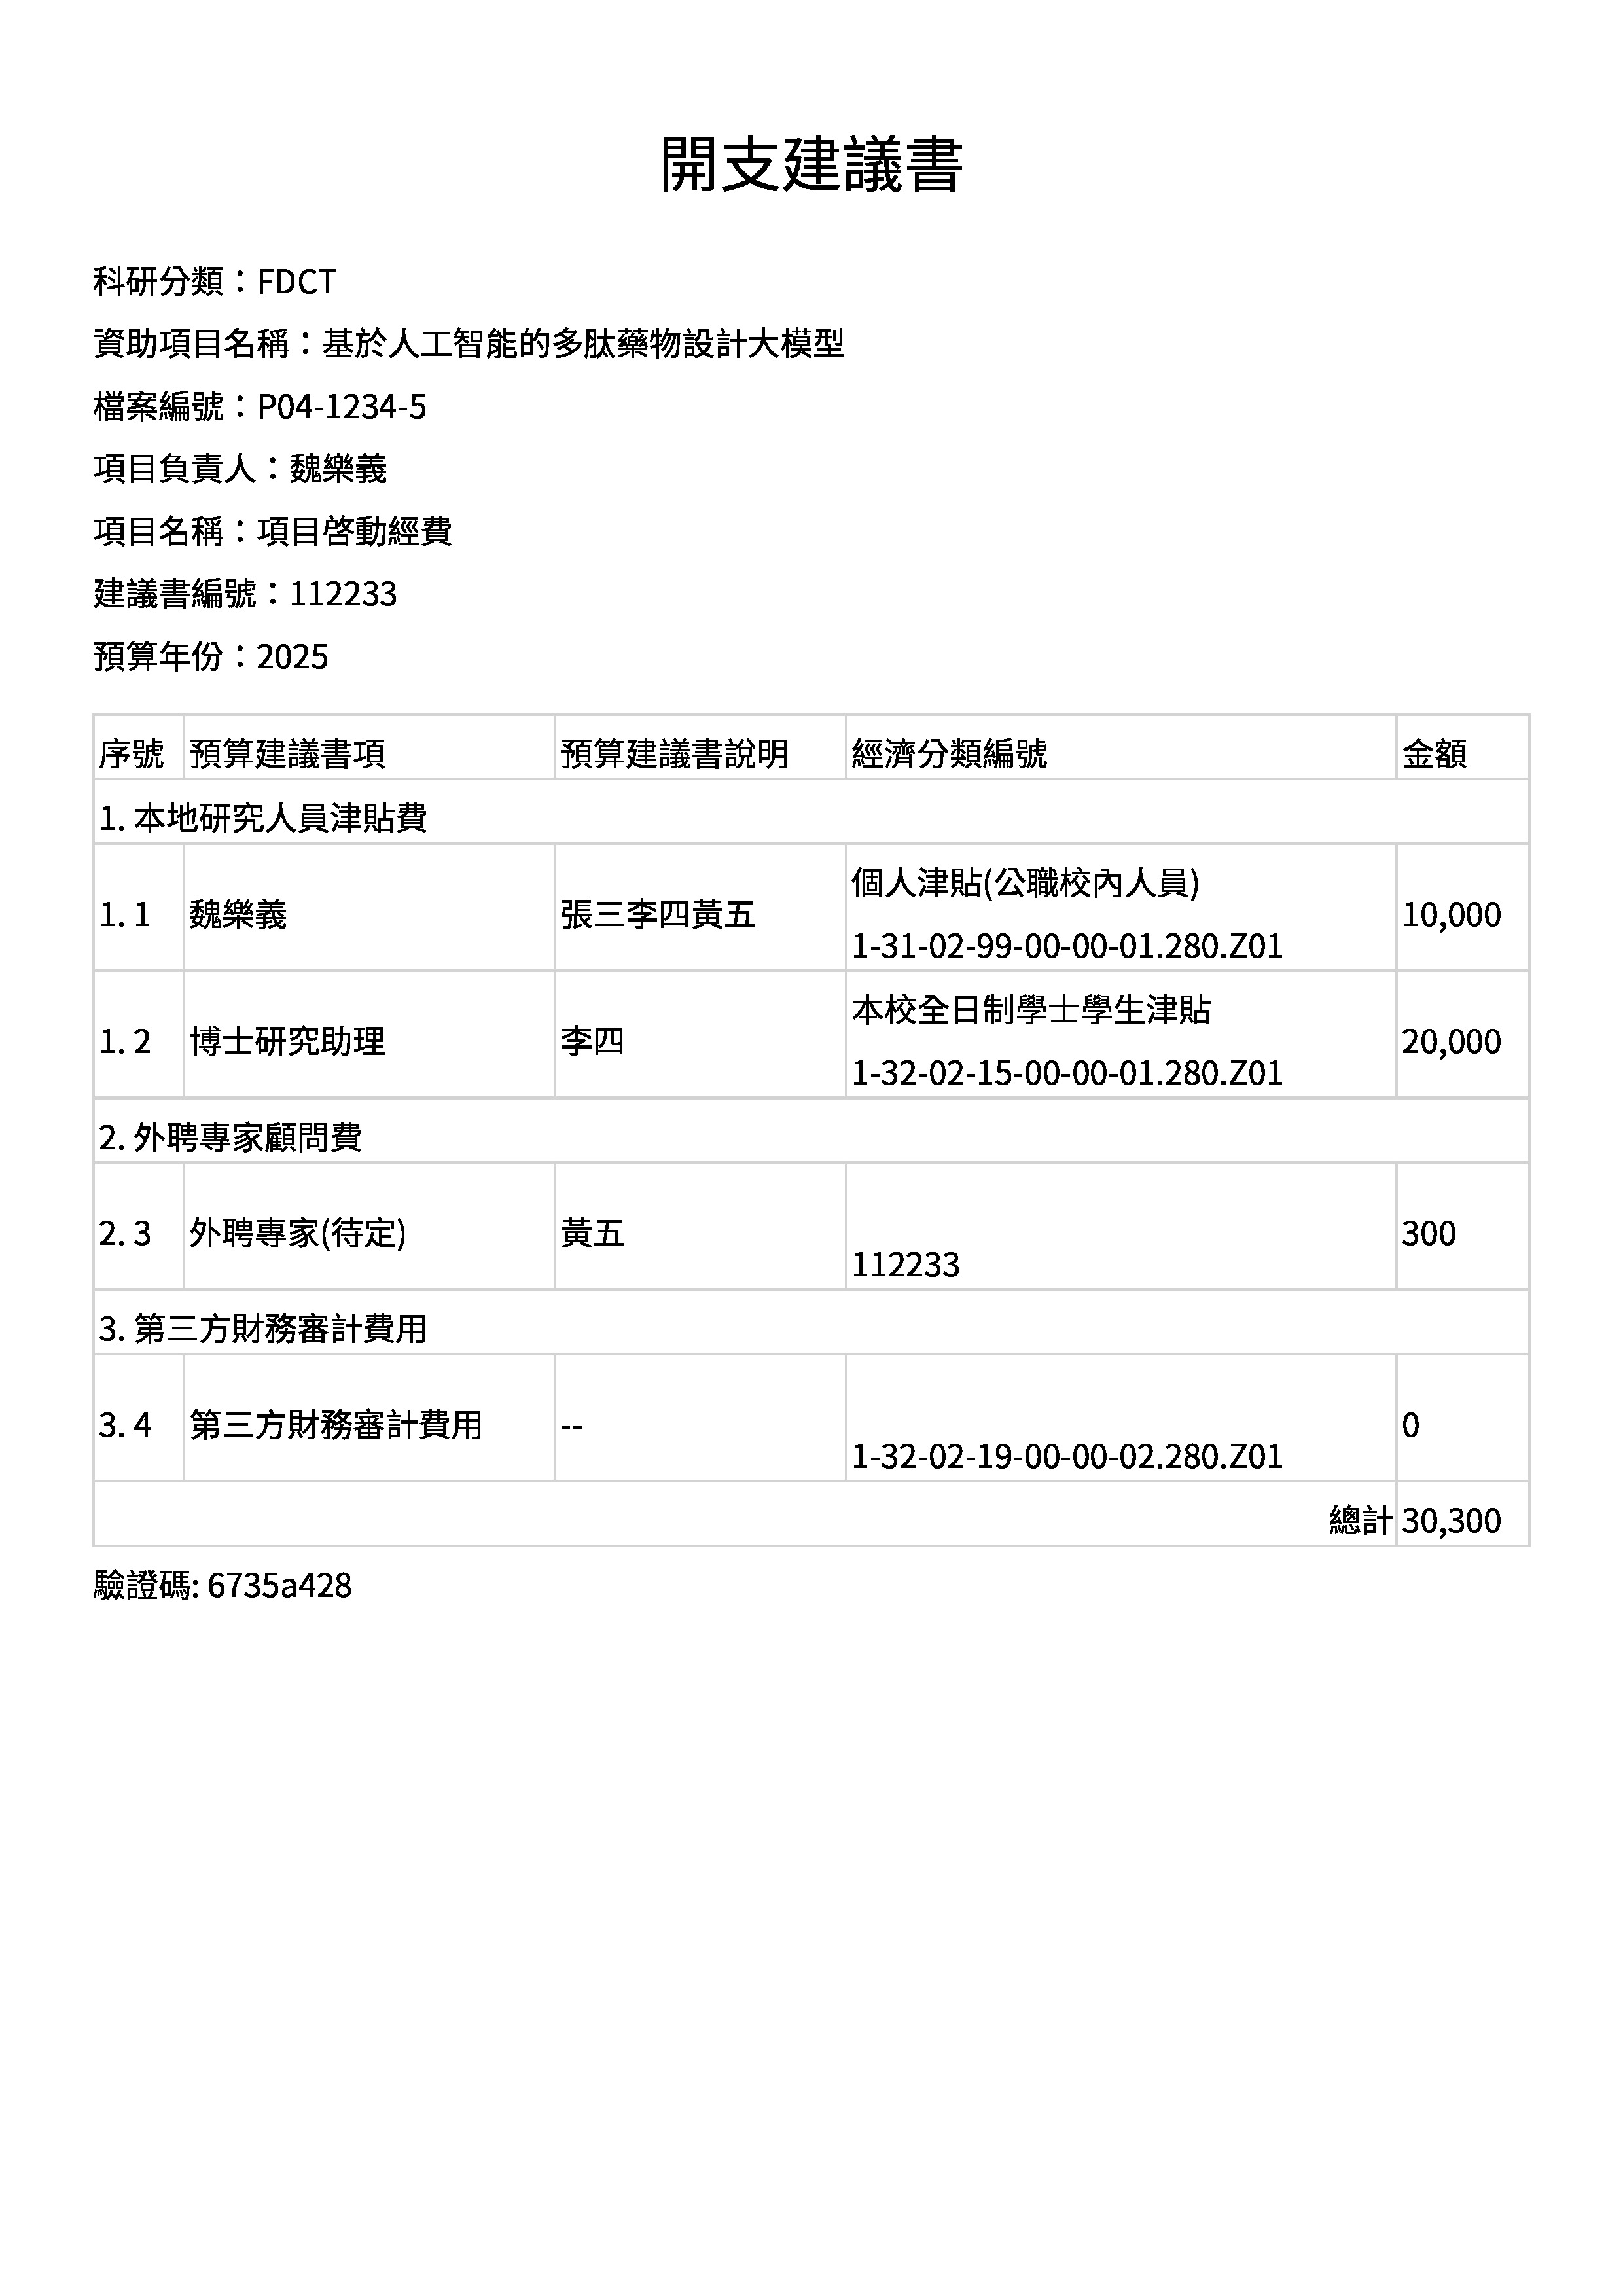 開支建議書
科研分類：FDCT
資助項目名稱：基於人工智能的多肽藥物設計大模型
檔案編號：P04-1234-5
項目負責人：魏樂義
項目名稱：項目啓動經費
建議書編號：112233
預算年份：2025
序號 預算建議書項 預算建議書說明 經濟分類編號 金額
1. 本地研究人員津貼費
1. 1 魏樂義 張三李四黃五 個人津貼(公職校內人員) 10,000
1-31-02-99-00-00-01.280.Z01
1. 2 博士研究助理 李四 本校全日制學士學生津貼 20,000
1-32-02-15-00-00-01.280.Z01
2. 外聘專家顧問費
2. 3 外聘專家(待定) 黃五 112233 300
3. 第三方財務審計費用
3. 4 第三方財務審計費用 -- 1-32-02-19-00-00-02.280.Z01 0
總計 30,300
驗證碼: 6735a428